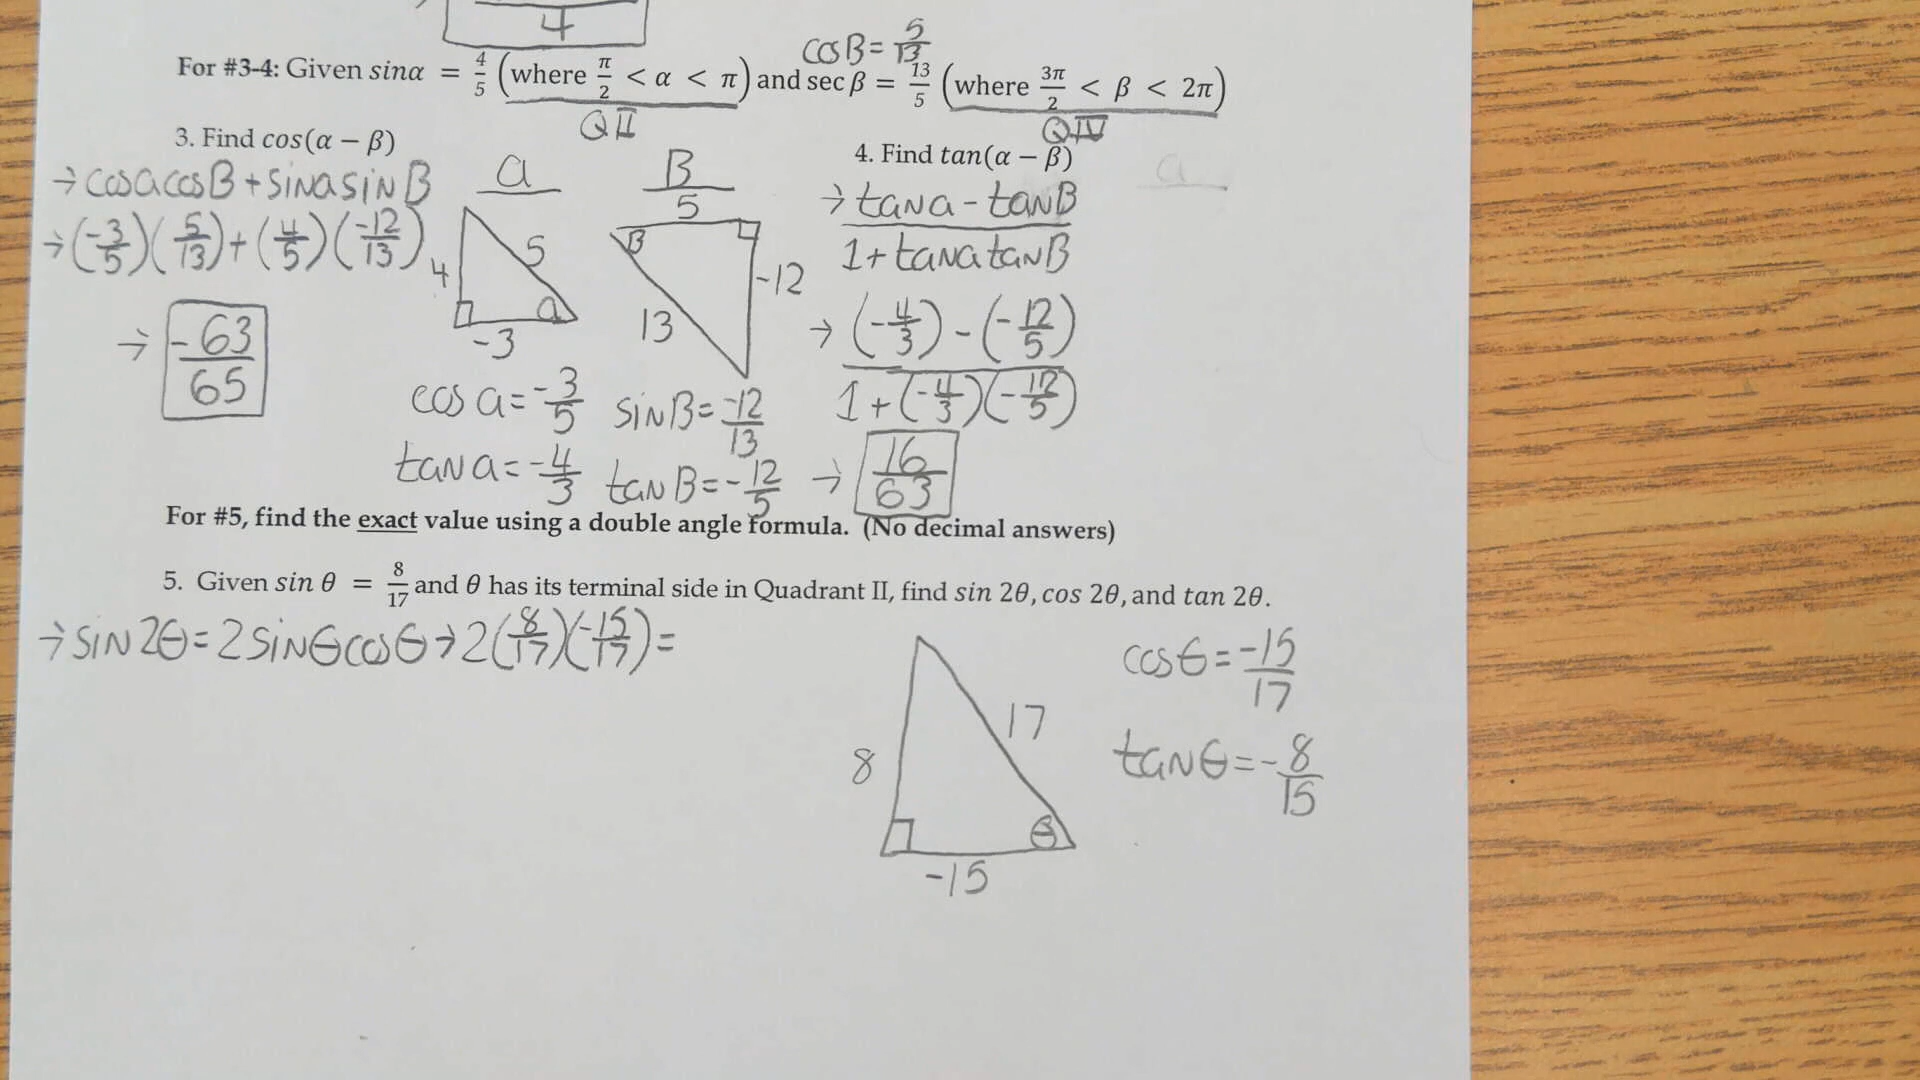 4
cosB = 5/13
For #3-4: Given sinα = 4/5 (where π/2 < α < π) and sec β = 13/5 (where 3π/2 < β < 2π)
QII
QIV
3. Find cos(α − β)
→ cosacosB + sinasinB
→ (-3/5)(5/13) + (4/5)(-12/13)
→ -63/65
a
4
5
a
-3
cos a = -3/5
tan a = -4/3
B
5
B
-12
13
sinB = -12/13
tanB = -12/5
4. Find tan(α − β)
a
→ tana - tanB
1 + tanatanB
→ (-4/3) - (-12/5)
1 + (-4/3)(-12/5)
→ 16/63
For #5, find the exact value using a double angle formula. (No decimal answers)
5. Given sin θ = 8/17 and θ has its terminal side in Quadrant II, find sin 2θ, cos 2θ, and tan 2θ.
→ sin2θ = 2sinθcosθ → 2(8/17)(-15/17) =
8
17
θ
-15
cosθ = -15/17
tanθ = -8/15